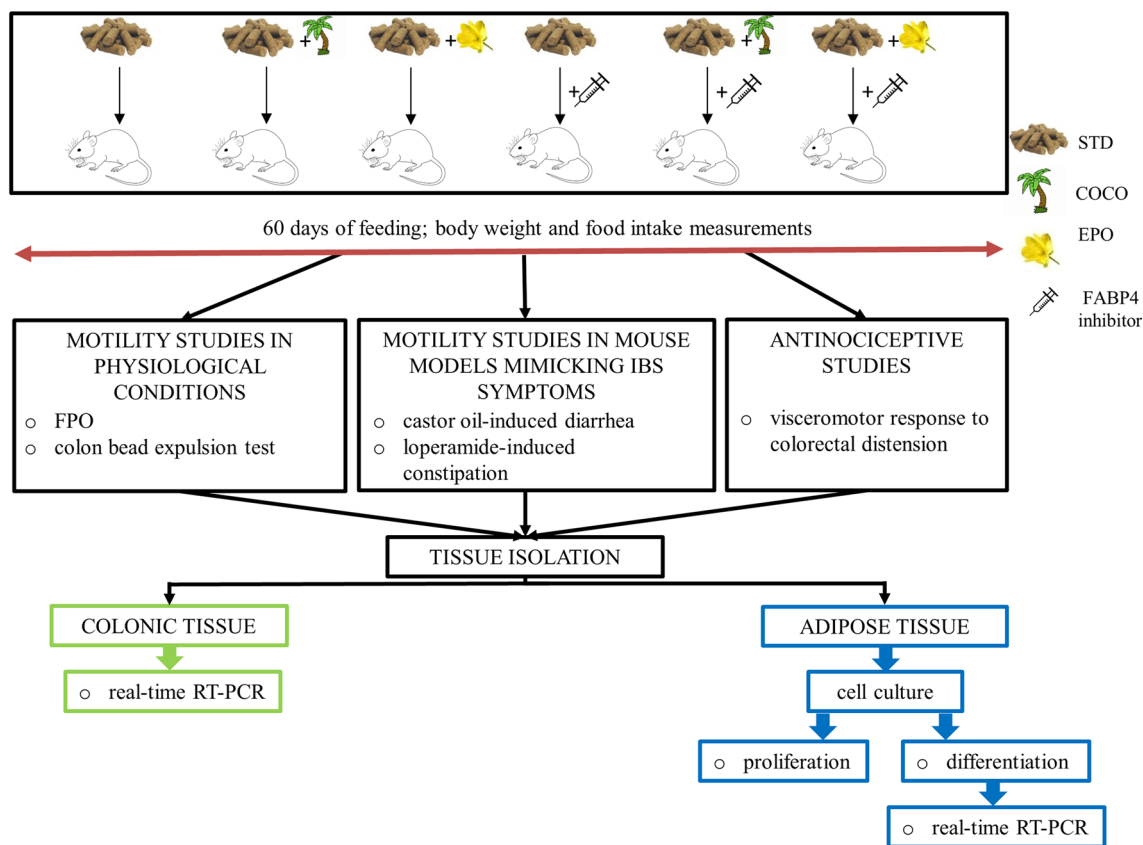 +
+
+
+
+
+
+
+
STD
COCO
EPO
FABP4
inhibitor
60 days of feeding; body weight and food intake measurements
MOTILITY STUDIES IN
PHYSIOLOGICAL
CONDITIONS
○ FPO
○ colon bead expulsion test
MOTILITY STUDIES IN MOUSE
MODELS MIMICKING IBS
SYMPTOMS
○ castor oil-induced diarrhea
○ loperamide-induced
constipation
ANTINOCICEPTIVE
STUDIES
○ visceromotor response to
colorectal distension
TISSUE ISOLATION
COLONIC TISSUE
○ real-time RT-PCR
ADIPOSE TISSUE
cell culture
○ proliferation
○ differentiation
○ real-time RT-PCR